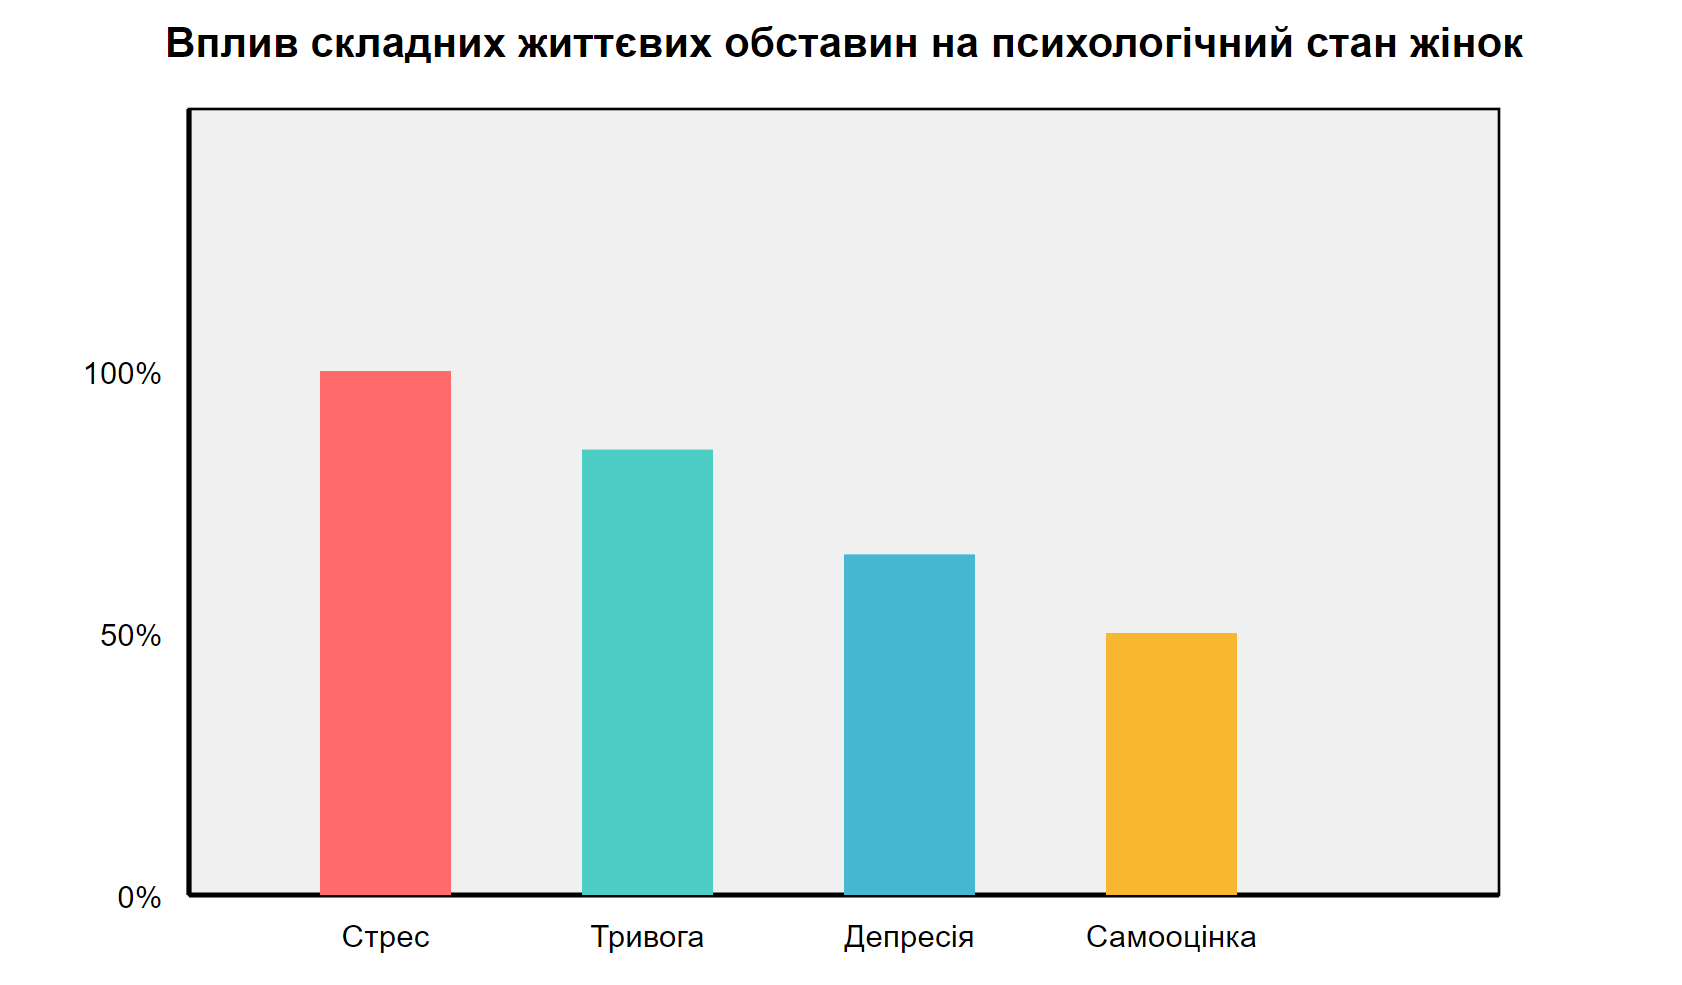 Вплив складних життєвих обставин на психологічний стан жінок
100%
50%
0%
Стрес
Тривога
Депресія
Самооцінка